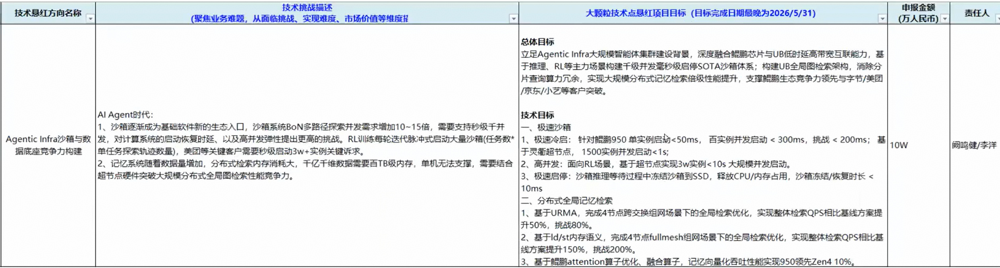 技术悬红方向名称
技术挑战描述
(聚焦业务难题，从面临挑战、实现难度、市场价值等维度
大颗粒技术点悬红项目目标（目标完成日期最晚为2026/5/31）
申报金额
(万人民币)
责任人
Agentic Infra沙箱与数
据底座竞争力构建
AI Agent时代：
1、沙箱逐渐成为基础软件新的生态入口，沙箱系统BoN多路径探索并发需求增加10~15倍，需要支持秒级千并
发，对计算系统的启动恢复时延、以及高并发弹性提出更高的挑战。RL训练每轮迭代脉冲式启动大量沙箱(任务数*
单任务探索轨迹数量)，美团等关键客户需要秒级启动3w+实例关键诉求。
2、记忆系统随着数据量增加，分布式检索内存消耗大，千亿千维数据需要百TB级内存，单机无法支撑，需要结合
超节点硬件突破大规模分布式全局图检索性能竞争力。
总体目标
立足Agentic Infra大规模智能体集群建设背景，深度融合鲲鹏芯片与UB低时延高带宽互联能力，基
于推理、RL等主力场景构建千级并发毫秒级启停SOTA沙箱体系；构建UB全局图检索架构，消除分
片查询算力冗余，实现大规模分布式记忆检索倍级性能提升，支撑鲲鹏生态竞争力领先与字节/美团
/京东/小艺等客户突破。
技术目标
一、极速沙箱
1、极速冷启： 针对鲲鹏950 单实例启动<50ms， 百实例并发启动 < 300ms，挑战 < 200ms； 基
于灵衢超节点， 1500实例并发启动<1s;
2、高并发：面向RL场景，基于超节点实现3w实例<10s 大规模并发启动。
3、极速启停：沙箱推理等待过程中冻结沙箱到SSD，释放CPU/内存占用，沙箱冻结/恢复时长 <
10ms
二、分布式全局记忆检索
1、基于URMA，完成4节点跨交换组网场景下的全局检索优化，实现整体检索QPS相比基线方案提
升50%，挑战80%。
2、基于ld/st内存语义，完成4节点fullmesh组网场景下的全局检索优化，实现整体检索QPS相比基
线方案提升150%，挑战200%。
3、基于鲲鹏attention算子优化、融合算子，记忆向量化吞吐性能实现950领先Zen4 10%。
10W
阙鸣健/李洋